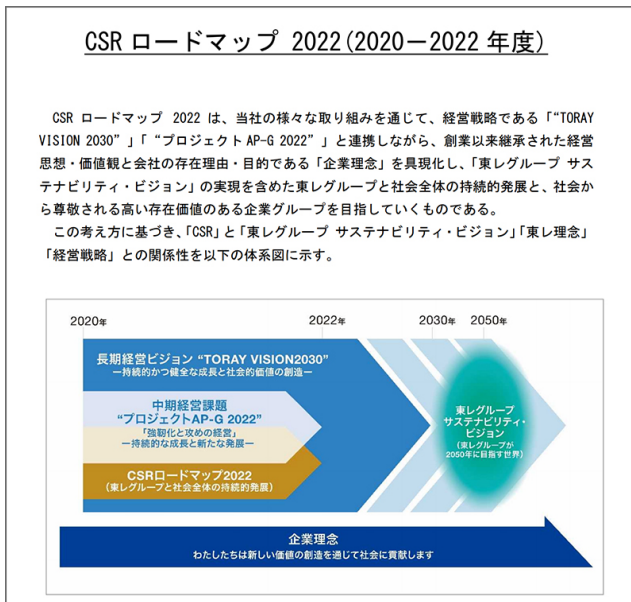 CSR ロードマップ 2022(2020－2022 年度)
CSR ロードマップ 2022 は、当社の様々な取り組みを通じて、経営戦略である「“TORAY
VISION 2030”」「 “プロジェクト AP-G 2022” 」と連携しながら、創業以来継承された経営
思想・価値観と会社の存在理由・目的である「企業理念」を具現化し、「東レグループ サス
テナビリティ・ビジョン」の実現を含めた東レグループと社会全体の持続的発展と、社会か
ら尊敬される高い存在価値のある企業グループを目指していくものである。
この考え方に基づき、「CSR」と「東レグループ サステナビリティ・ビジョン」「東レ理念」
「経営戦略」との関係性を以下の体系図に示す。
2020年 2022年 2030年 2050年
長期経営ビジョン “TORAY VISION2030”
ー持続的かつ健全な成長と社会的価値の創造ー
中期経営課題
“プロジェクトAP-G 2022”
「強靭化と攻めの経営」
ー持続的な成長と新たな発展ー
CSRロードマップ2022
（東レグループと社会全体の持続的発展）
東レグループ
サステナビリティ・
ビジョン
（東レグループが
2050年に目指す世界）
企業理念
わたしたちは新しい価値の創造を通じて社会に貢献します